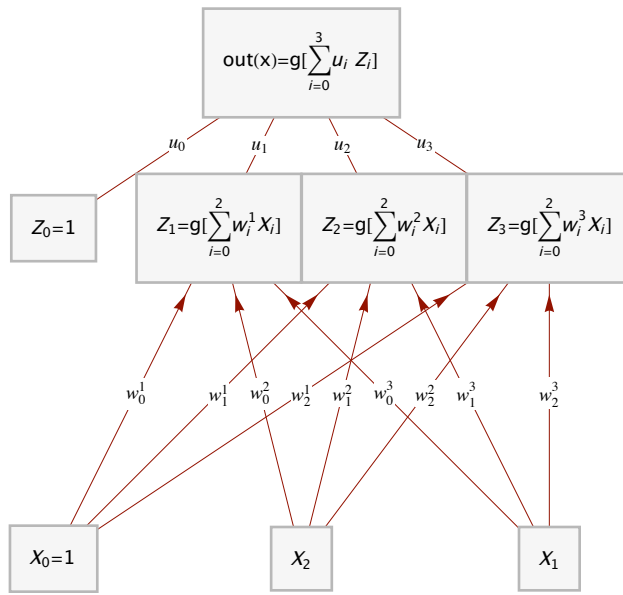 out(x)=g[∑_{i=0}^{3} u_i Z_i]
u_0 u_1 u_2 u_3
Z_0=1
Z_1=g[∑_{i=0}^{2} w_i^1 X_i]
Z_2=g[∑_{i=0}^{2} w_i^2 X_i]
Z_3=g[∑_{i=0}^{2} w_i^3 X_i]
w_0^1 w_1^1 w_0^2 w_2^1 w_1^2 w_0^3 w_2^2 w_1^3 w_2^3
X_0=1
X_2
X_1